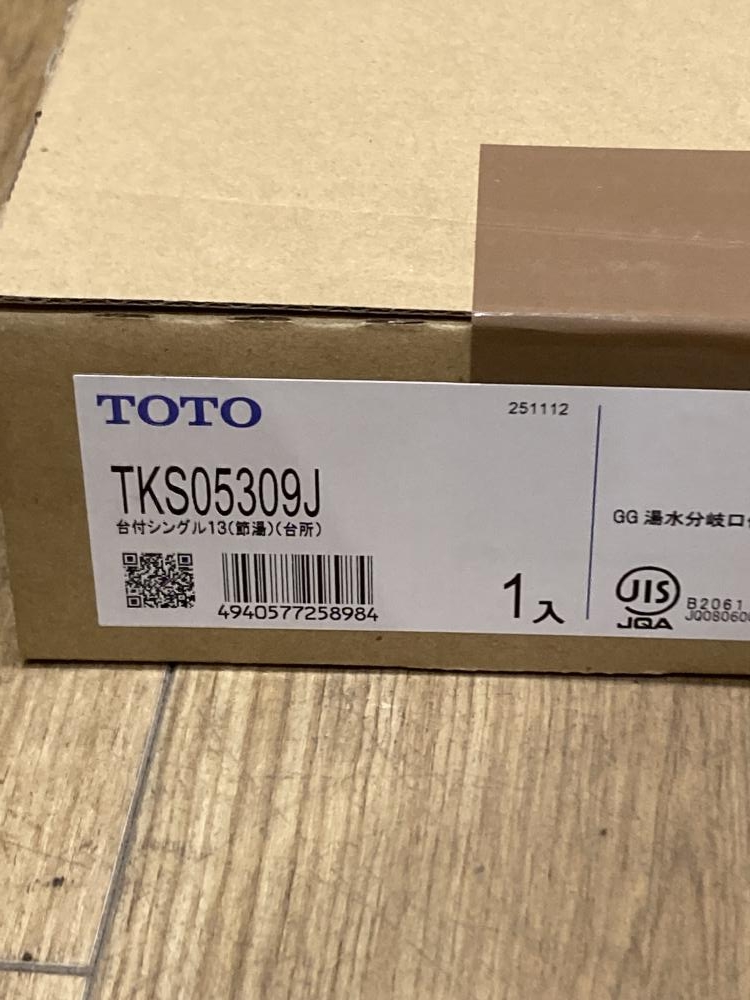 TOTO
251112
TKS05309J
台付シングル13(節湯)(台所)
4940577258984
1入
GG 湯水分岐口
JIS
JQA
B2061
JQ08060